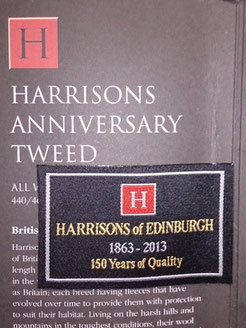 H
HARRISONS
ANNIVERSARY
TWEED
ALL W
440/4
H
HARRISONS of EDINBURGH
1863 - 2013
150 Years of Quality
Britis
Harriso
of Briti
length
in the
as Britain; each breed having fleeces that have
evolved over time to provide them with protection
to suit their habitat. Living on the harsh hills and
mountains in the toughest conditions, their wool